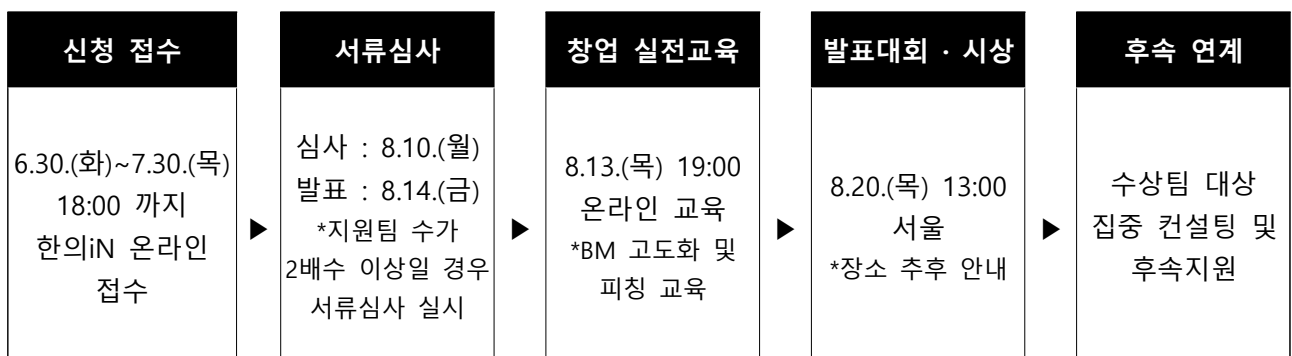 신청 접수
6.30.(화)~7.30.(목)
18:00 까지
한의iN 온라인
접수
▶
서류심사
심사 : 8.10.(월)
발표 : 8.14.(금)
*지원팀 수가
2배수 이상일 경우
서류심사 실시
▶
창업 실전교육
8.13.(목) 19:00
온라인 교육
*BM 고도화 및
피칭 교육
▶
발표대회 · 시상
8.20.(목) 13:00
서울
*장소 추후 안내
▶
후속 연계
수상팀 대상
집중 컨설팅 및
후속지원